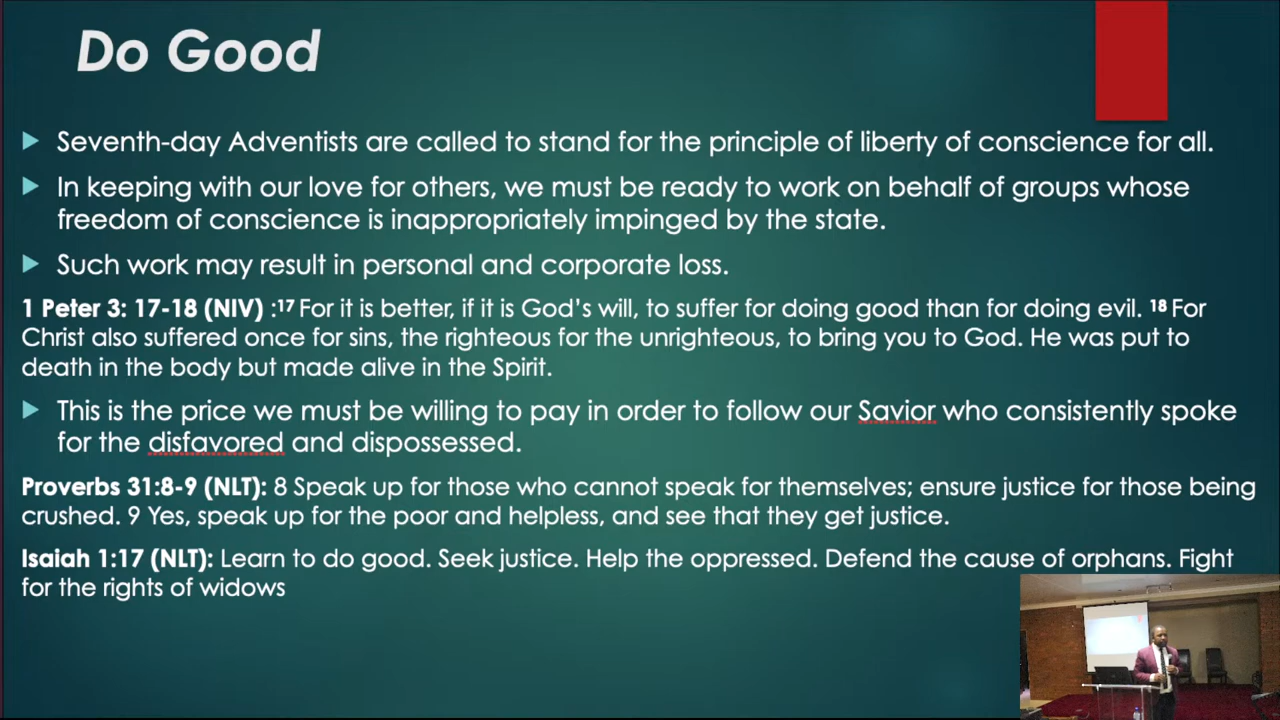 Do Good
Seventh-day Adventists are called to stand for the principle of liberty of conscience for all.
In keeping with our love for others, we must be ready to work on behalf of groups whose
freedom of conscience is inappropriately impinged by the state.
Such work may result in personal and corporate loss.
1 Peter 3: 17-18 (NIV) :17 For it is better, if it is God’s will, to suffer for doing good than for doing evil. 18 For
Christ also suffered once for sins, the righteous for the unrighteous, to bring you to God. He was put to
death in the body but made alive in the Spirit.
This is the price we must be willing to pay in order to follow our Savior who consistently spoke
for the disfavored and dispossessed.
Proverbs 31:8-9 (NLT): 8 Speak up for those who cannot speak for themselves; ensure justice for those being
crushed. 9 Yes, speak up for the poor and helpless, and see that they get justice.
Isaiah 1:17 (NLT): Learn to do good. Seek justice. Help the oppressed. Defend the cause of orphans. Fight
for the rights of widows